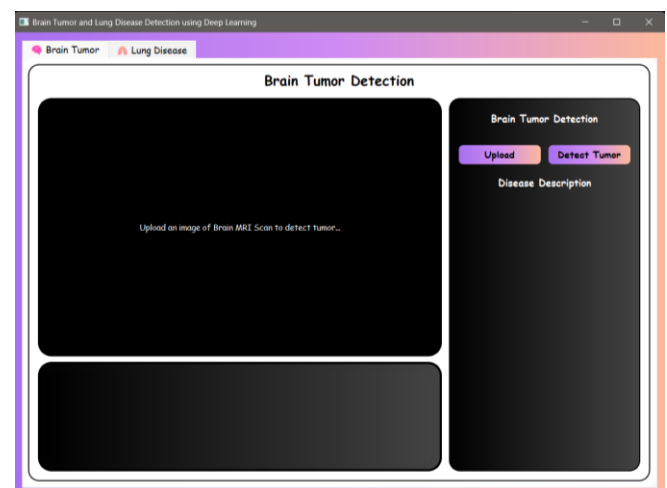 Brain Tumor and Lung Disease Detection using Deep Learning
Brain Tumor
Lung Disease
Brain Tumor Detection
Upload an image of Brain MRI Scan to detect tumor...
Brain Tumor Detection
Upload
Detect Tumor
Disease Description